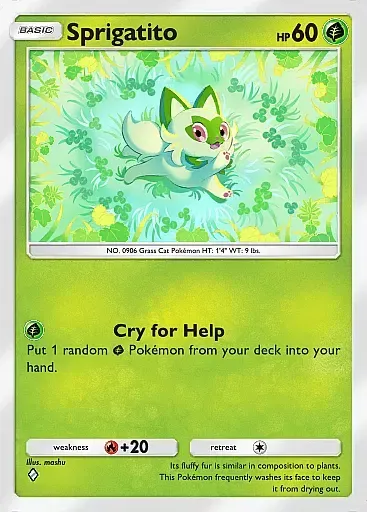 BASIC Sprigatito HP 60
NO. 0906 Grass Cat Pokémon HT: 1'4" WT: 9 lbs.
Cry for Help
Put 1 random Pokémon from your deck into your
hand.
weakness +20 retreat
Illus. mashu
Its fluffy fur is similar in composition to plants.
This Pokémon frequently washes its face to keep
it from drying out.